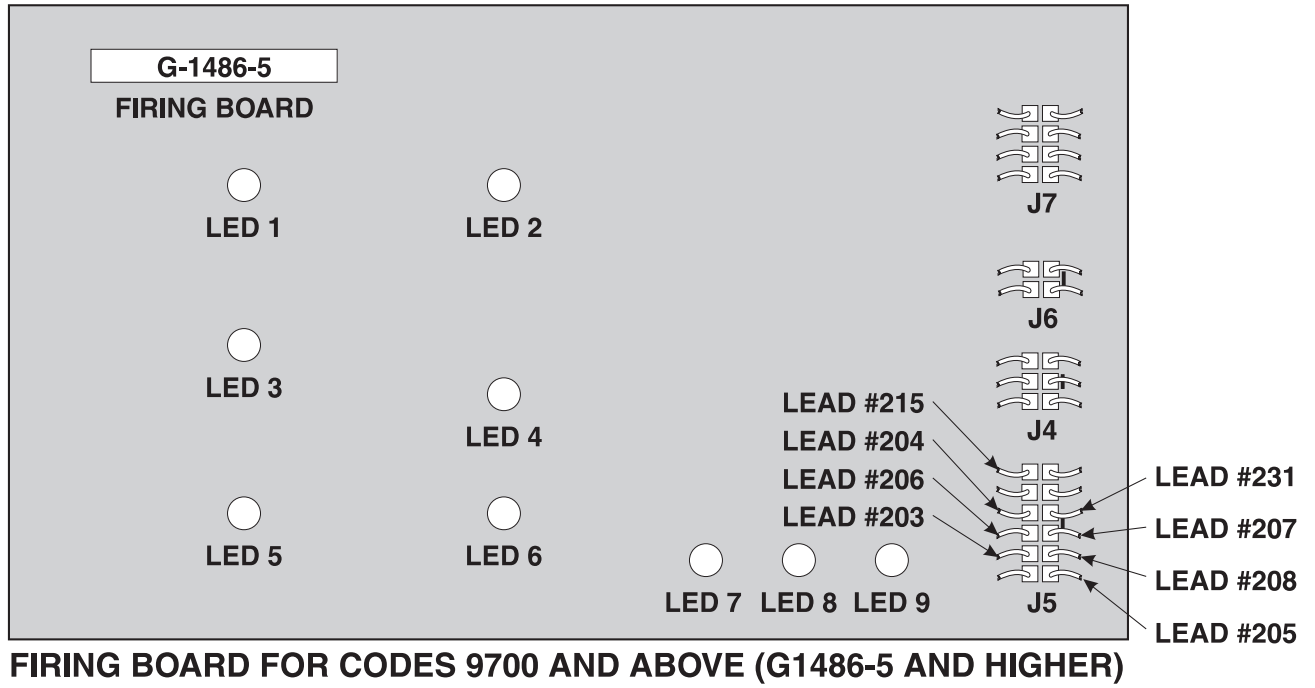 G-1486-5
FIRING BOARD
LED 1
LED 2
J7
J6
LED 3
LED 4
J4
LEAD #215
LEAD #204
LEAD #206
LEAD #203
LEAD #231
LEAD #207
LEAD #208
LEAD #205
LED 5
LED 6
LED 7
LED 8
LED 9
J5
FIRING BOARD FOR CODES 9700 AND ABOVE (G1486-5 AND HIGHER)